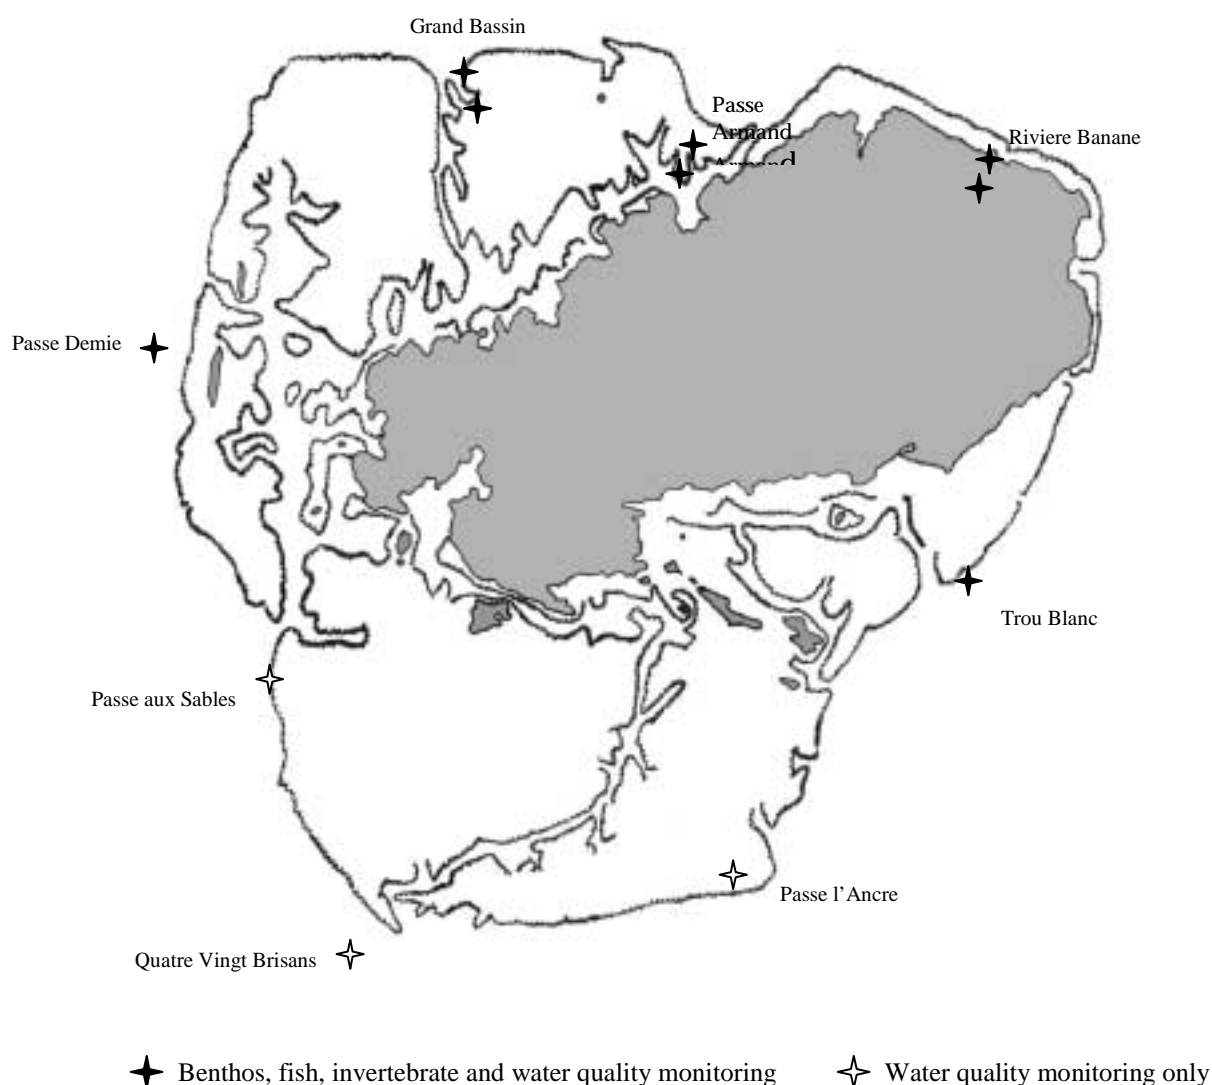 Grand Bassin
Passe
Armand
Armand
Riviere Banane
Passe Demie
Trou Blanc
Passe aux Sables
Passe l'Ancre
Quatre Vingt Brisans
Benthos, fish, invertebrate and water quality monitoring
Water quality monitoring only